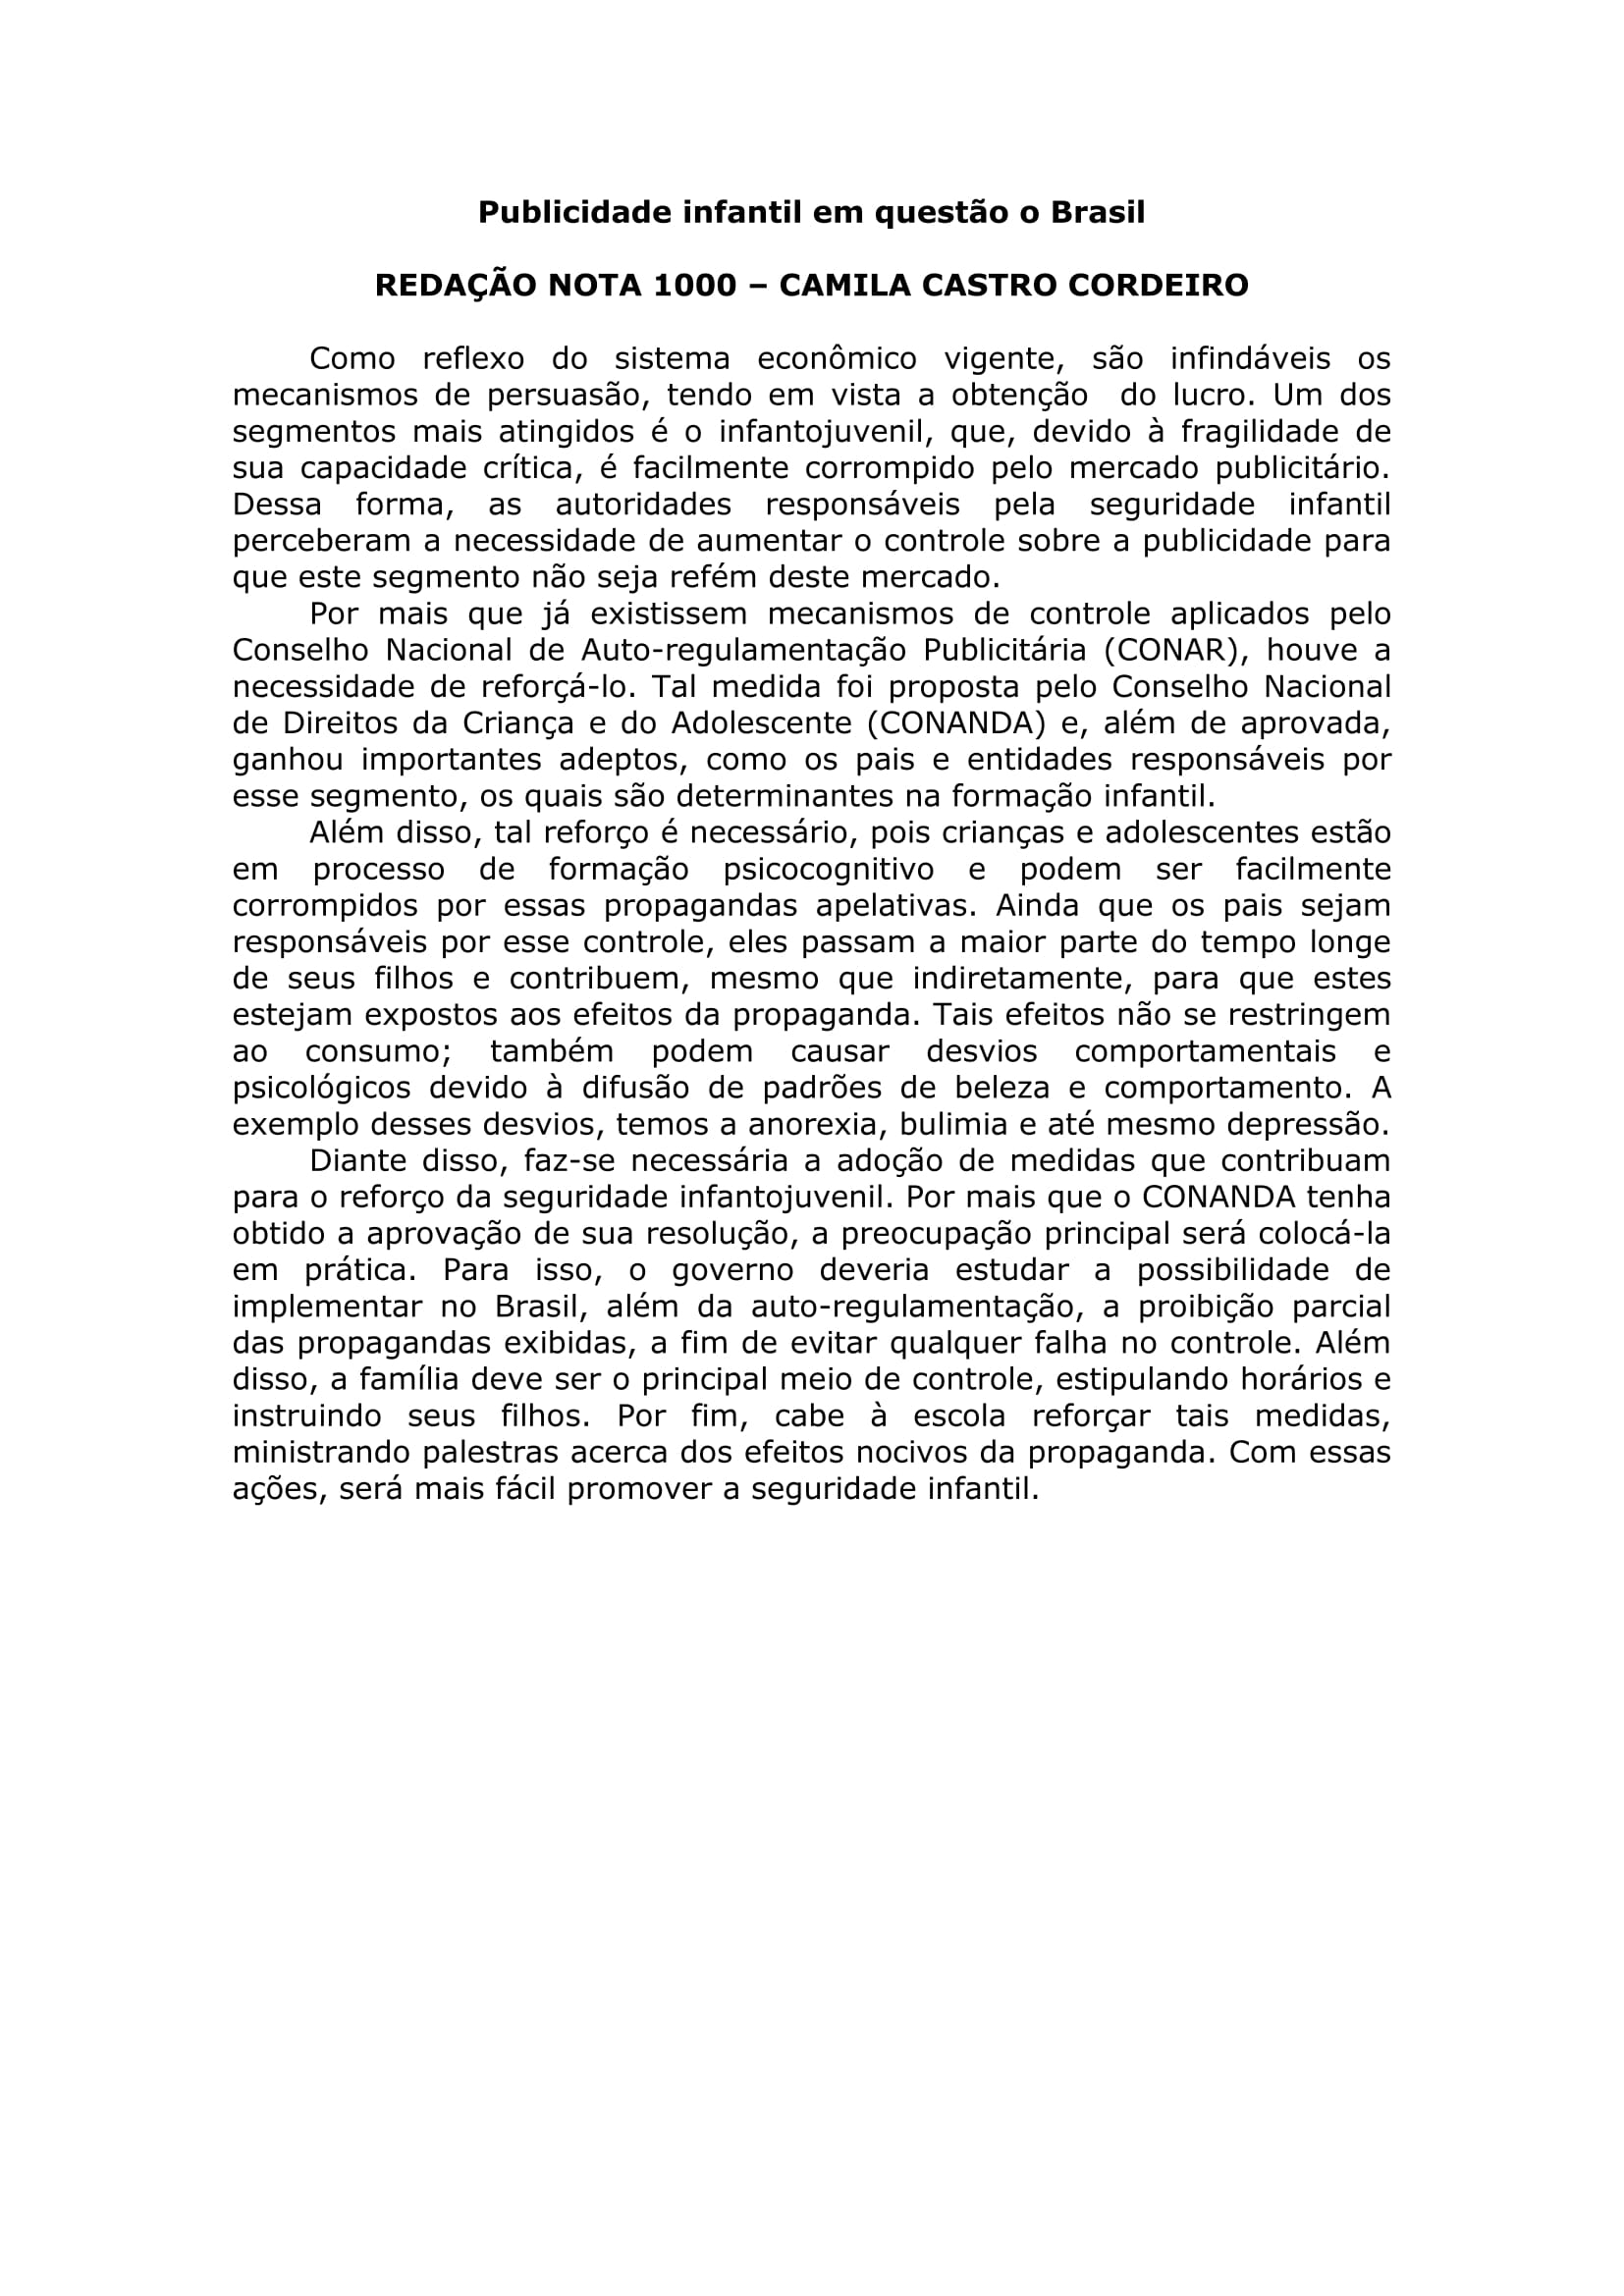 Publicidade infantil em questão o Brasil
REDAÇÃO NOTA 1000 – CAMILA CASTRO CORDEIRO
Como reflexo do sistema econômico vigente, são infindáveis os
mecanismos de persuasão, tendo em vista a obtenção  do lucro. Um dos
segmentos mais atingidos é o infantojuvenil, que, devido à fragilidade de
sua capacidade crítica, é facilmente corrompido pelo mercado publicitário.
Dessa forma, as autoridades responsáveis pela seguridade infantil
perceberam a necessidade de aumentar o controle sobre a publicidade para
que este segmento não seja refém deste mercado.
Por mais que já existissem mecanismos de controle aplicados pelo
Conselho Nacional de Auto-regulamentação Publicitária (CONAR), houve a
necessidade de reforçá-lo. Tal medida foi proposta pelo Conselho Nacional
de Direitos da Criança e do Adolescente (CONANDA) e, além de aprovada,
ganhou importantes adeptos, como os pais e entidades responsáveis por
esse segmento, os quais são determinantes na formação infantil.
Além disso, tal reforço é necessário, pois crianças e adolescentes estão
em processo de formação psicocognitivo e podem ser facilmente
corrompidos por essas propagandas apelativas. Ainda que os pais sejam
responsáveis por esse controle, eles passam a maior parte do tempo longe
de seus filhos e contribuem, mesmo que indiretamente, para que estes
estejam expostos aos efeitos da propaganda. Tais efeitos não se restringem
ao consumo; também podem causar desvios comportamentais e
psicológicos devido à difusão de padrões de beleza e comportamento. A
exemplo desses desvios, temos a anorexia, bulimia e até mesmo depressão.
Diante disso, faz-se necessária a adoção de medidas que contribuam
para o reforço da seguridade infantojuvenil. Por mais que o CONANDA tenha
obtido a aprovação de sua resolução, a preocupação principal será colocá-la
em prática. Para isso, o governo deveria estudar a possibilidade de
implementar no Brasil, além da auto-regulamentação, a proibição parcial
das propagandas exibidas, a fim de evitar qualquer falha no controle. Além
disso, a família deve ser o principal meio de controle, estipulando horários e
instruindo seus filhos. Por fim, cabe à escola reforçar tais medidas,
ministrando palestras acerca dos efeitos nocivos da propaganda. Com essas
ações, será mais fácil promover a seguridade infantil.